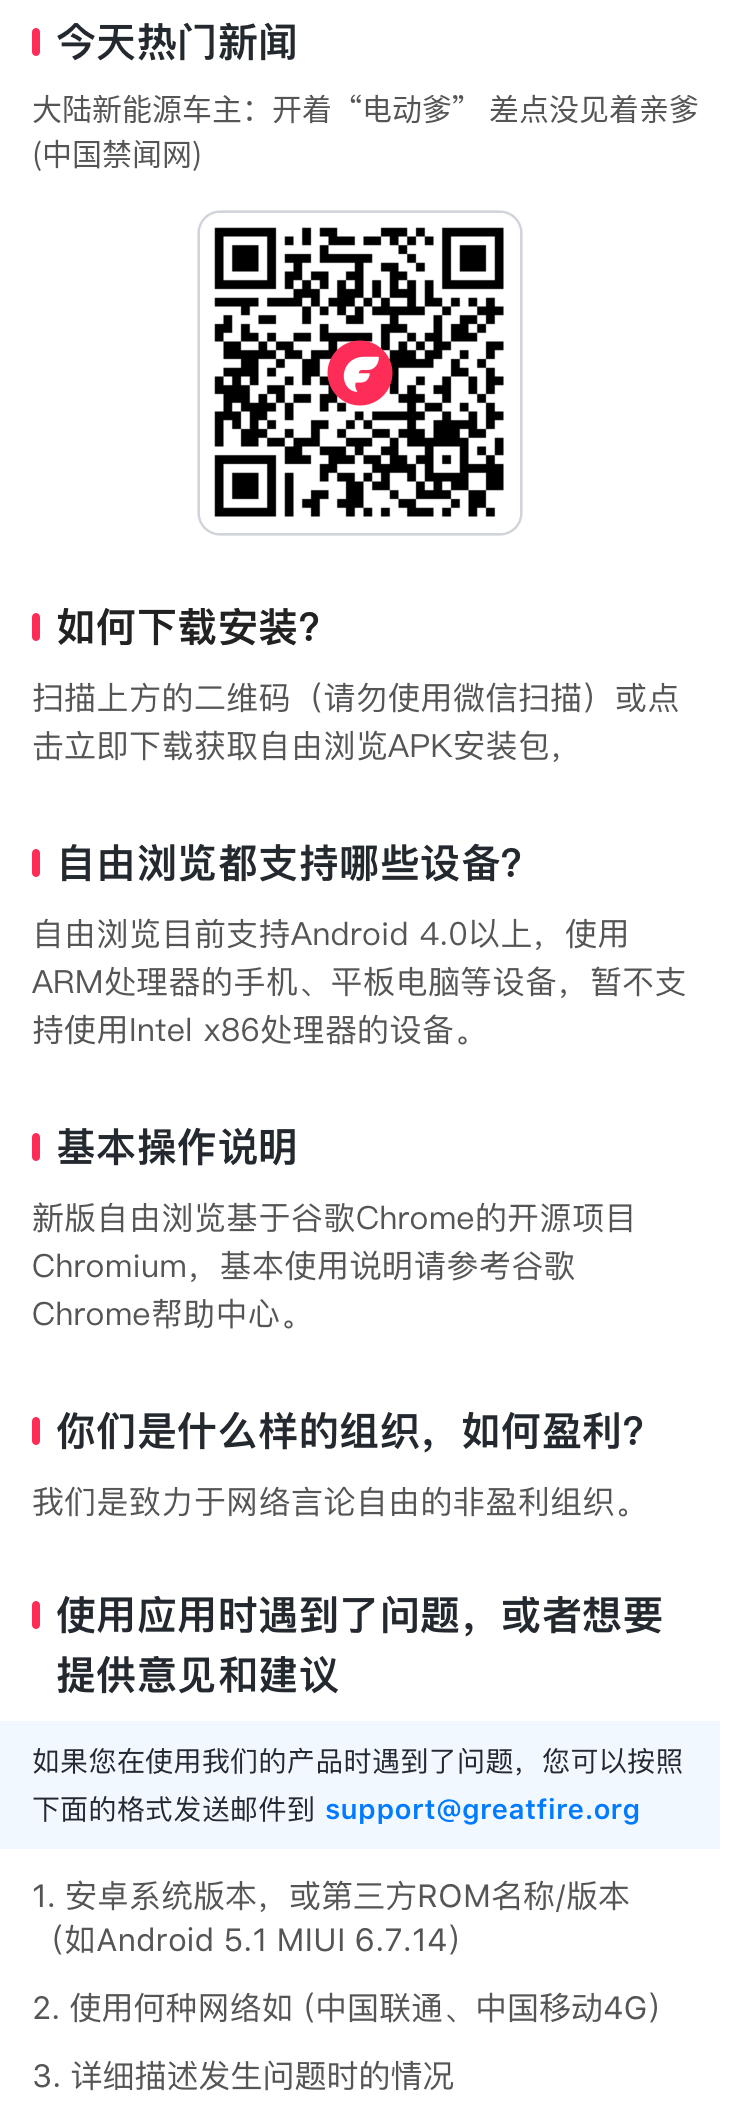 今天热门新闻
大陆新能源车主：开着“电动爹” 差点没见着亲爹
(中国禁闻网)
如何下载安装?
扫描上方的二维码（请勿使用微信扫描）或点
击立即下载获取自由浏览APK安装包，
自由浏览都支持哪些设备?
自由浏览目前支持Android 4.0以上，使用
ARM处理器的手机、平板电脑等设备，暂不支
持使用Intel x86处理器的设备。
基本操作说明
新版自由浏览基于谷歌Chrome的开源项目
Chromium，基本使用说明请参考谷歌
Chrome帮助中心。
你们是什么样的组织，如何盈利?
我们是致力于网络言论自由的非盈利组织。
使用应用时遇到了问题，或者想要
提供意见和建议
如果您在使用我们的产品时遇到了问题，您可以按照
下面的格式发送邮件到 support@greatfire.org
1. 安卓系统版本，或第三方ROM名称/版本
（如Android 5.1 MIUI 6.7.14）
2. 使用何种网络如 (中国联通、中国移动4G）
3. 详细描述发生问题时的情况